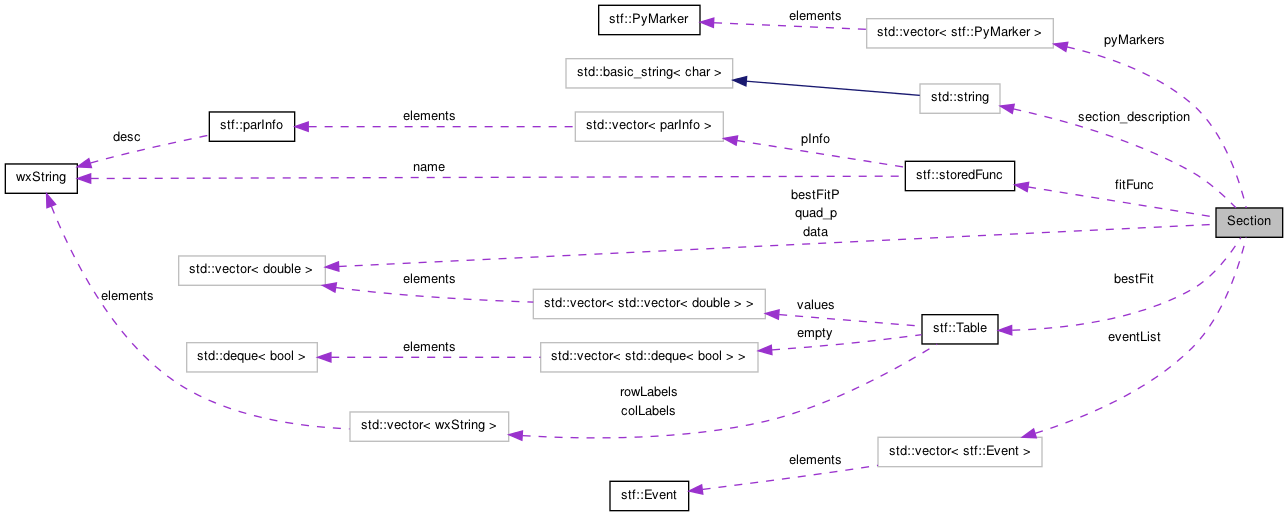 stf::PyMarker
elements
std::vector< stf::PyMarker >
pyMarkers
std::basic_string< char >
std::string
section_description
stf::parInfo
desc
elements
std::vector< parInfo >
pInfo
wxString
name
stf::storedFunc
fitFunc
Section
bestFitP
quad_p
data
std::vector< double >
elements
std::vector< std::vector< double > >
values
bestFit
elements
stf::Table
empty
std::deque< bool >
elements
std::vector< std::deque< bool > >
eventList
rowLabels
colLabels
std::vector< wxString >
std::vector< stf::Event >
elements
stf::Event